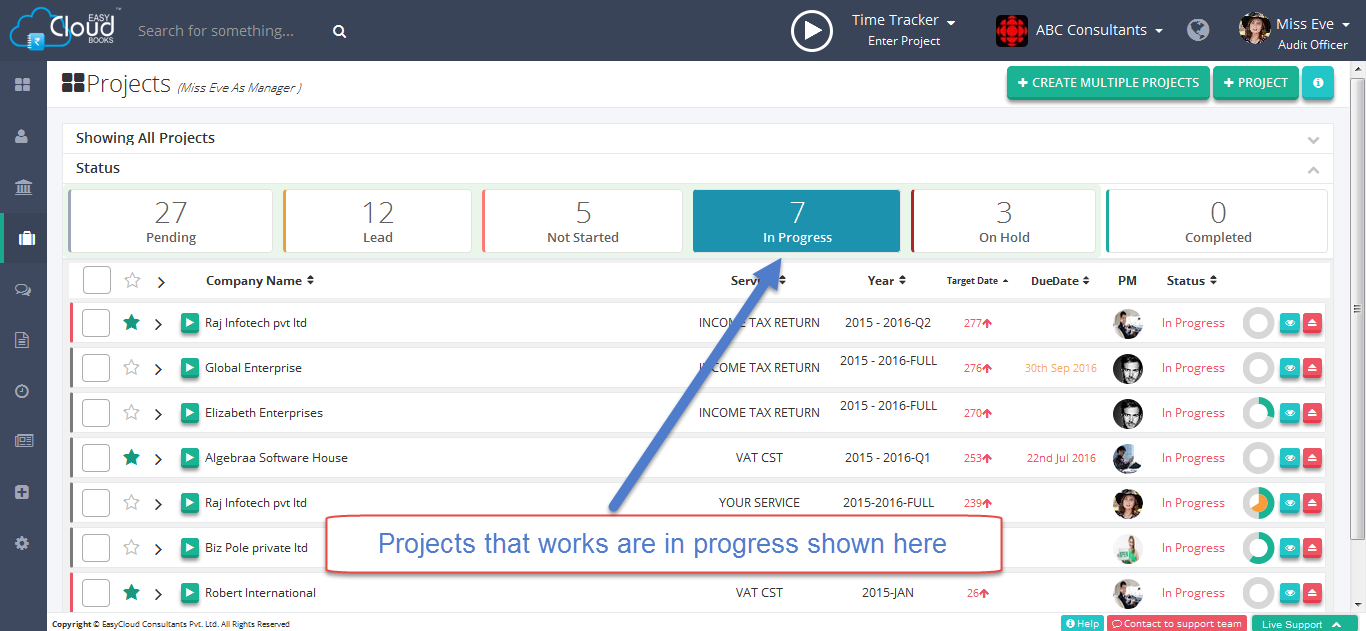 EASY
Cloud
BOOKS
Search for something...
Time Tracker
Enter Project
ABC Consultants
Miss Eve
Audit Officer
Projects (Miss Eve As Manager )
CREATE MULTIPLE PROJECTS
PROJECT
Showing All Projects
Status
27 12 5 7 3 0
Pending Lead Not Started In Progress On Hold Completed
Company Name Year Target Date DueDate PM Status
Raj Infotech pvt ltd INCOME TAX RETURN 2015 - 2016-Q2 277 In Progress
Global Enterprise INCOME TAX RETURN 2015 - 2016-FULL 276 30th Sep 2016 In Progress
Elizabeth Enterprises INCOME TAX RETURN 2015 - 2016-FULL 270 In Progress
Algebraa Software House VAT CST 2015 - 2016-Q1 253 22nd Jul 2016 In Progress
Raj Infotech pvt ltd YOUR SERVICE 2015-2016-FULL 239 In Progress
Biz Pole private ltd In Progress
Projects that works are in progress shown here
Robert International VAT CST 2015-JAN 26 In Progress
Copyright © EasyCloud Consultants Pvt. Ltd. All Rights Reserved
Help
Contact to support team
Live Support